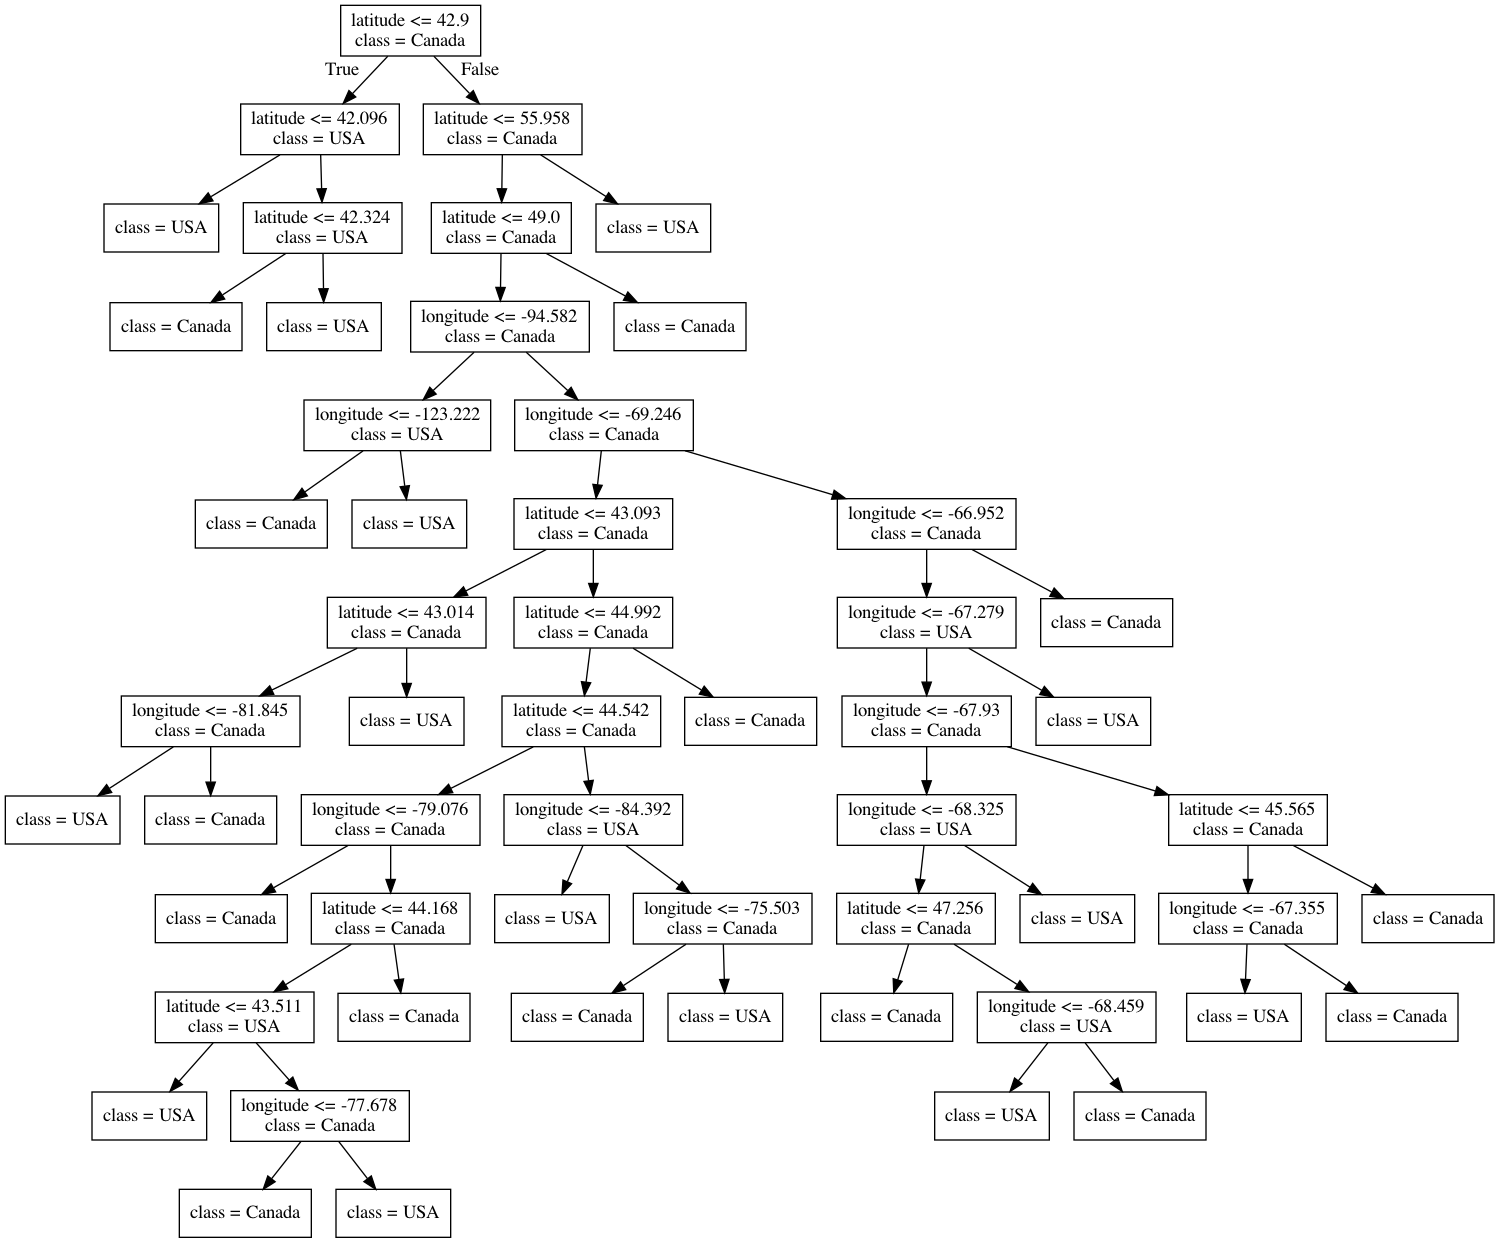 latitude <= 42.9
class = Canada
True
False
latitude <= 42.096
class = USA
latitude <= 55.958
class = Canada
class = USA
latitude <= 42.324
class = USA
latitude <= 49.0
class = Canada
class = USA
class = Canada
class = USA
longitude <= -94.582
class = Canada
class = Canada
longitude <= -123.222
class = USA
longitude <= -69.246
class = Canada
class = Canada
class = USA
latitude <= 43.093
class = Canada
longitude <= -66.952
class = Canada
latitude <= 43.014
class = Canada
latitude <= 44.992
class = Canada
longitude <= -67.279
class = USA
class = Canada
longitude <= -81.845
class = Canada
class = USA
latitude <= 44.542
class = Canada
class = Canada
longitude <= -67.93
class = Canada
class = USA
class = USA
class = Canada
longitude <= -79.076
class = Canada
longitude <= -84.392
class = USA
longitude <= -68.325
class = USA
latitude <= 45.565
class = Canada
class = Canada
latitude <= 44.168
class = Canada
class = USA
longitude <= -75.503
class = Canada
latitude <= 47.256
class = Canada
class = USA
longitude <= -67.355
class = Canada
class = Canada
latitude <= 43.511
class = USA
class = Canada
class = Canada
class = USA
class = Canada
longitude <= -68.459
class = USA
class = USA
class = Canada
class = USA
longitude <= -77.678
class = Canada
class = USA
class = Canada
class = Canada
class = USA